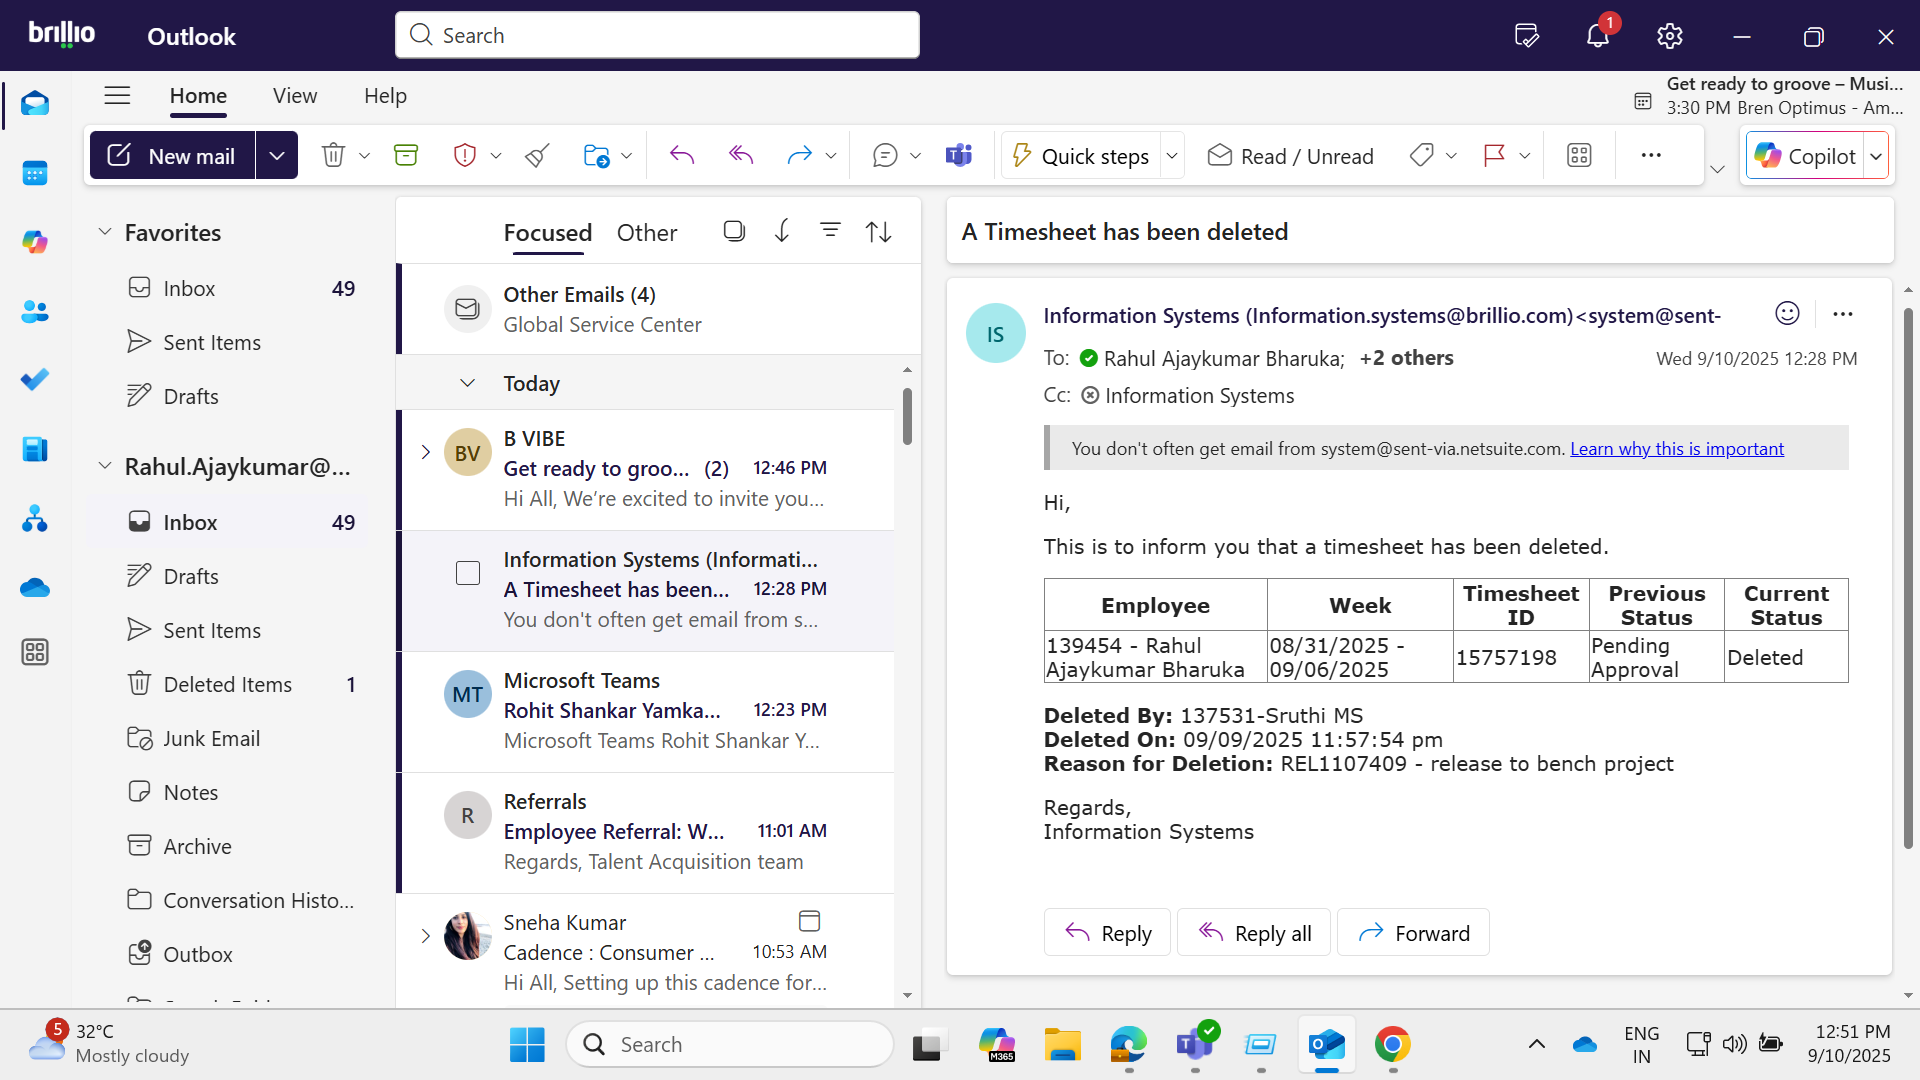 brillio
Outlook
Search
1
Home
View
Help
Get ready to groove – Musi...
3:30 PM Bren Optimus - Am...
New mail
Quick steps
Read / Unread
Copilot
Favorites
Inbox 49
Sent Items
Drafts
Rahul.Ajaykumar@...
Inbox 49
Drafts
Sent Items
Deleted Items 1
Junk Email
Notes
Archive
Conversation Histo...
Outbox
Focused
Other
Other Emails (4)
Global Service Center
Today
BV
B VIBE
Get ready to groo... (2) 12:46 PM
Hi All, We’re excited to invite you...
Information Systems (Informati...
A Timesheet has been... 12:28 PM
You don't often get email from s...
MT
Microsoft Teams
Rohit Shankar Yamka... 12:23 PM
Microsoft Teams Rohit Shankar Y...
R
Referrals
Employee Referral: W... 11:01 AM
Regards, Talent Acquisition team
Sneha Kumar
Cadence : Consumer ... 10:53 AM
Hi All, Setting up this cadence for...
A Timesheet has been deleted
IS
Information Systems (Information.systems@brillio.com)<system@sent-
To: Rahul Ajaykumar Bharuka; +2 others
Wed 9/10/2025 12:28 PM
Cc: Information Systems
You don't often get email from system@sent-via.netsuite.com. Learn why this is important
Hi,
This is to inform you that a timesheet has been deleted.
Employee Week Timesheet ID Previous Status Current Status
139454 - Rahul Ajaykumar Bharuka 08/31/2025 - 09/06/2025 15757198 Pending Approval Deleted
Deleted By: 137531-Sruthi MS
Deleted On: 09/09/2025 11:57:54 pm
Reason for Deletion: REL1107409 - release to bench project
Regards,
Information Systems
Reply
Reply all
Forward
5
32°C
Mostly cloudy
Search
M365
ENG
IN
12:51 PM
9/10/2025